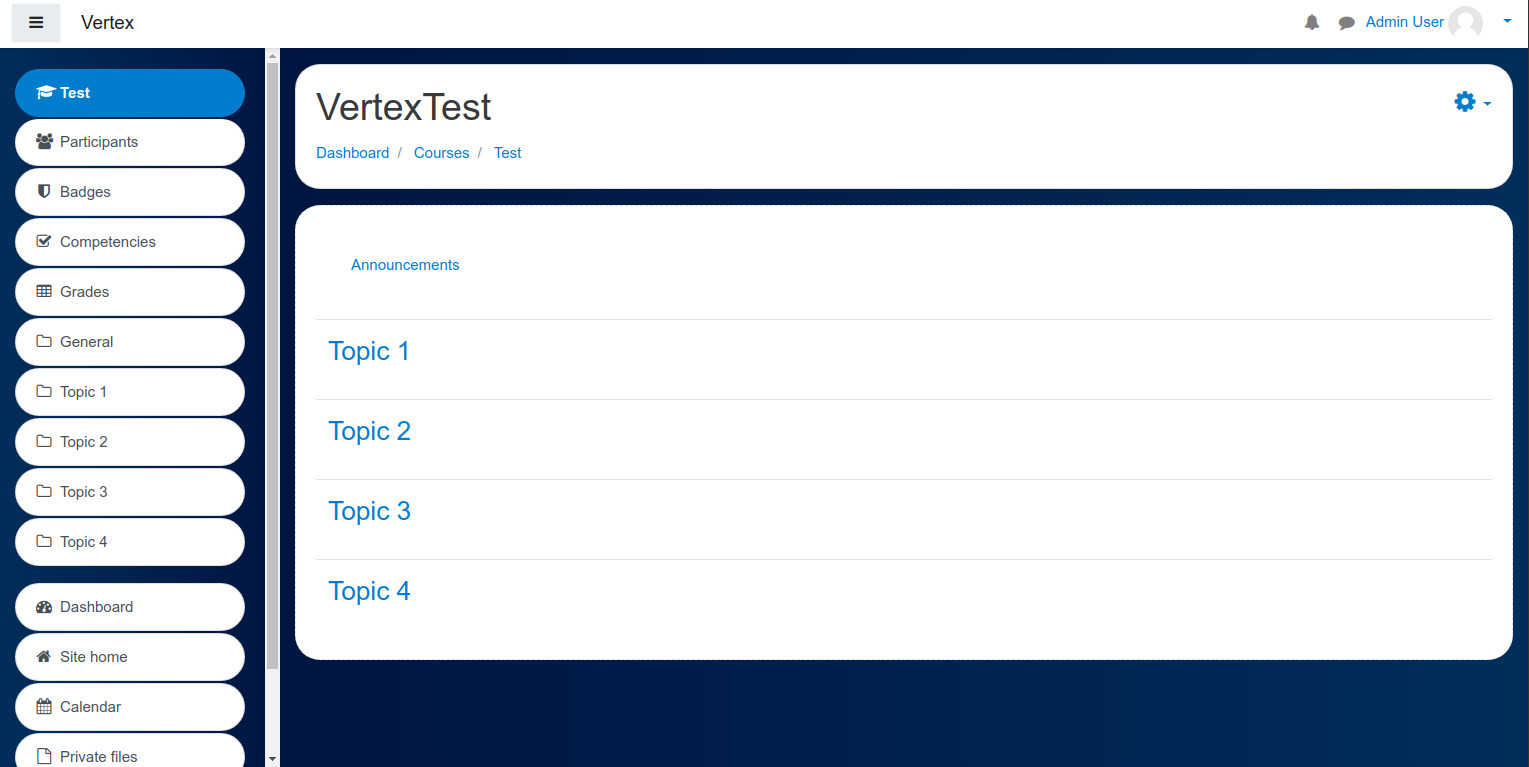 Vertex
Admin User
Test
Participants
Badges
Competencies
Grades
General
Topic 1
Topic 2
Topic 3
Topic 4
Dashboard
Site home
Calendar
Private files
VertexTest
Dashboard / Courses / Test
Announcements
Topic 1
Topic 2
Topic 3
Topic 4